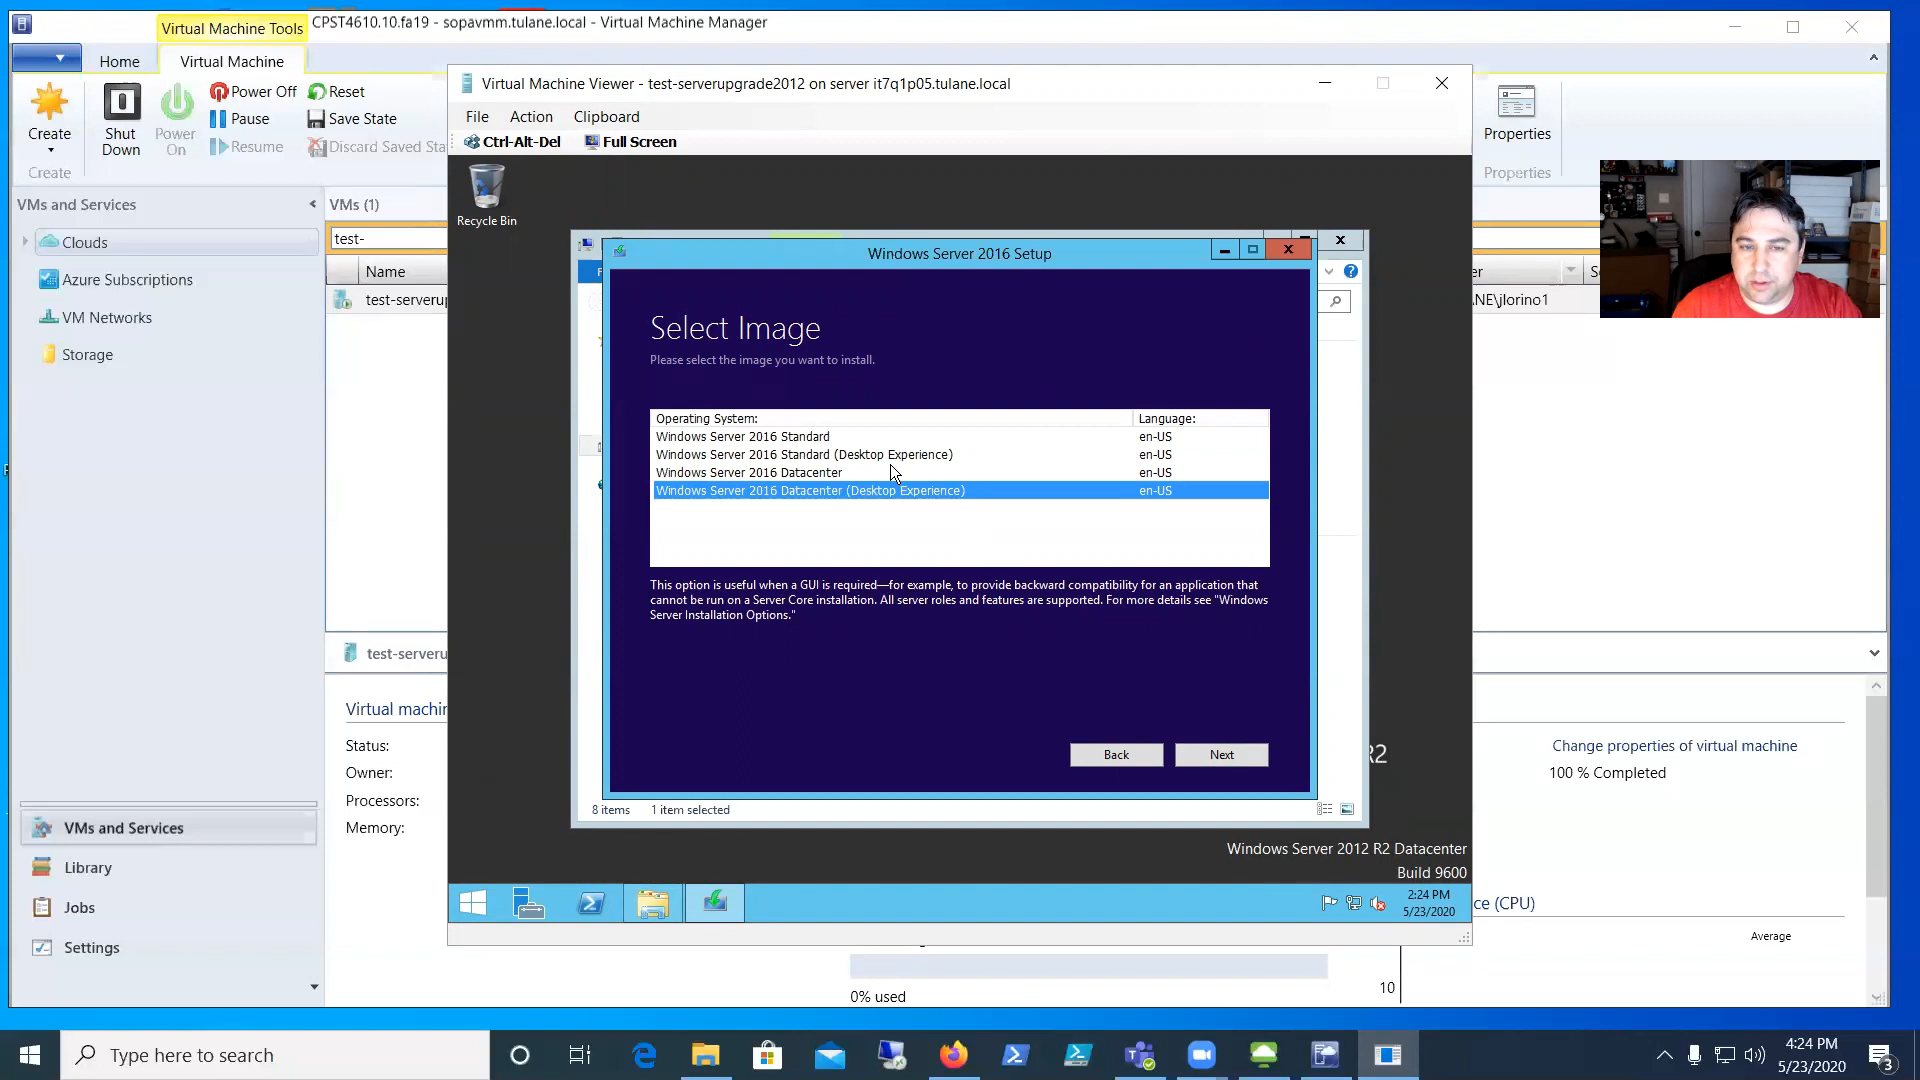 Virtual Machine Tools
CPST4610.10.fa19 - sopavmm.tulane.local - Virtual Machine Manager
Home
Virtual Machine
Create
Shut Down
Power On
Power Off
Pause
Resume
Reset
Save State
Discard Saved Sta
Create
Properties
Properties
VMs and Services
Clouds
Azure Subscriptions
VM Networks
Storage
VMs (1)
test-
Name
er
test-serveru
NE\jlorino1
Virtual Machine Viewer - test-serverupgrade2012 on server it7q1p05.tulane.local
File
Action
Clipboard
Ctrl-Alt-Del
Full Screen
Recycle Bin
Windows Server 2016 Setup
Select Image
Please select the image you want to install.
Operating System:
Language:
Windows Server 2016 Standard
en-US
Windows Server 2016 Standard (Desktop Experience)
en-US
Windows Server 2016 Datacenter
en-US
Windows Server 2016 Datacenter (Desktop Experience)
en-US
This option is useful when a GUI is required—for example, to provide backward compatibility for an application that
cannot be run on a Server Core installation. All server roles and features are supported. For more details see "Windows
Server Installation Options."
Back
Next
8 items
1 item selected
R2
Windows Server 2012 R2 Datacenter
Build 9600
2:24 PM
5/23/2020
test-serveru
Virtual machin
Status:
Owner:
Processors:
Memory:
Change properties of virtual machine
100 % Completed
ce (CPU)
Average
10
0% used
VMs and Services
Library
Jobs
Settings
Type here to search
4:24 PM
5/23/2020
3